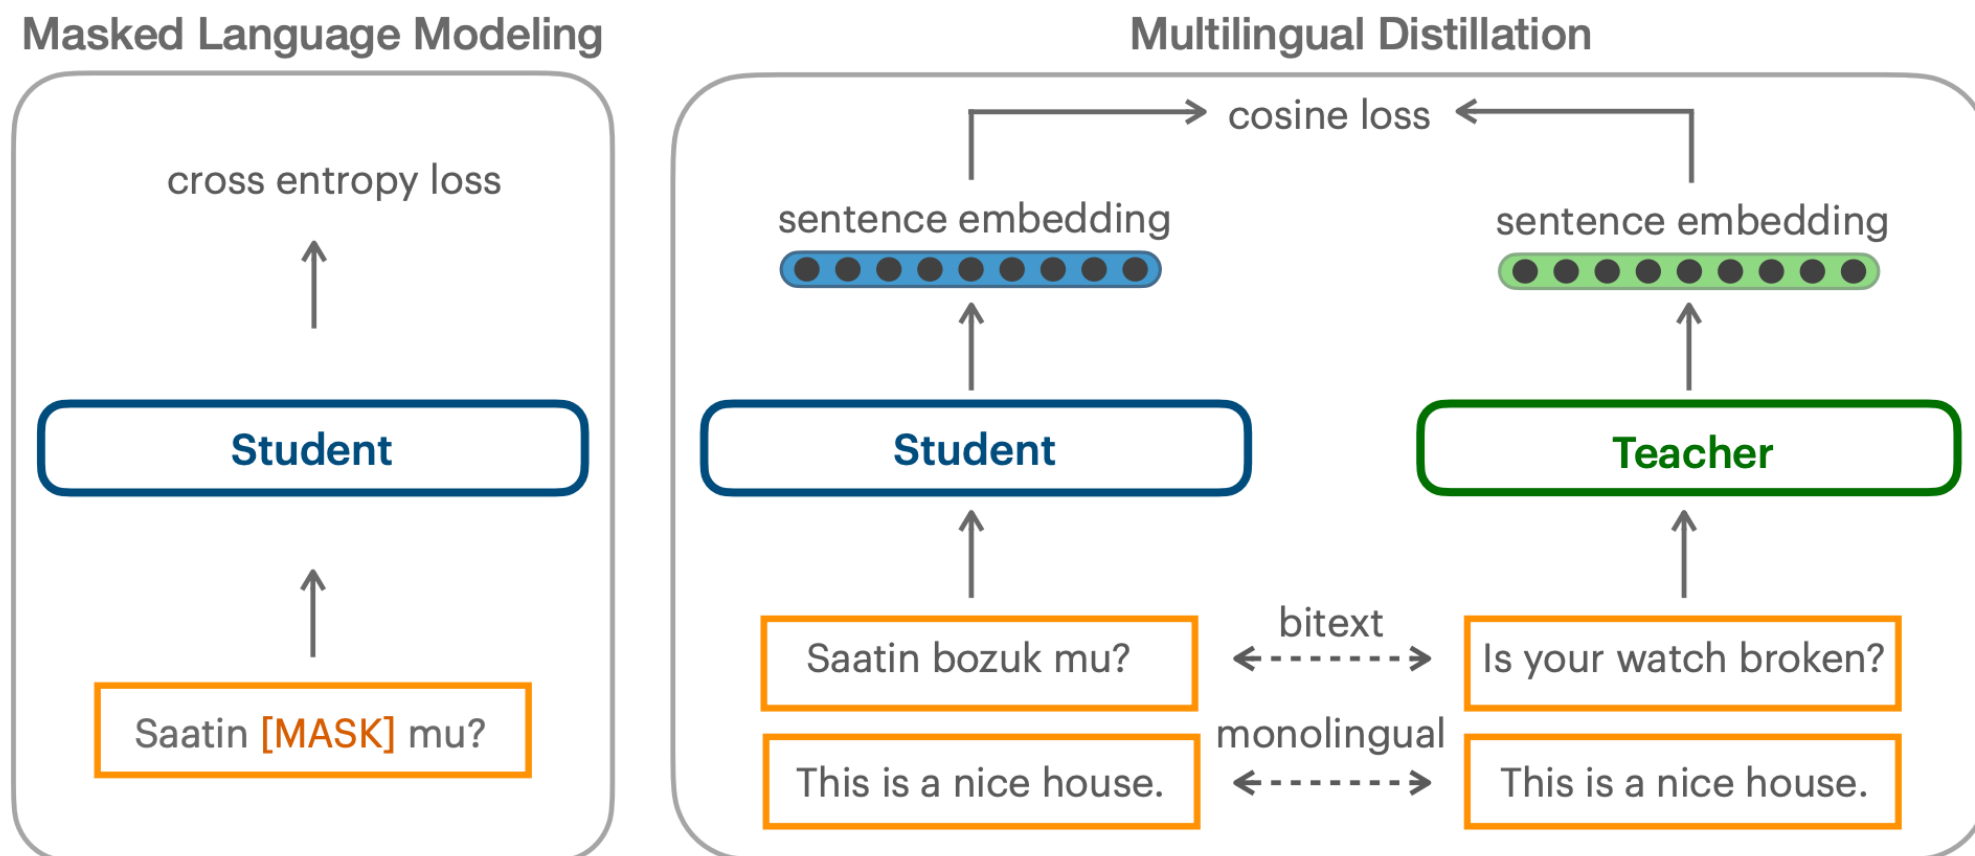 Masked Language Modeling
cross entropy loss
Student
Saatin [MASK] mu?
Multilingual Distillation
cosine loss
sentence embedding
sentence embedding
Student
Teacher
Saatin bozuk mu?
bitext
Is your watch broken?
This is a nice house.
monolingual
This is a nice house.